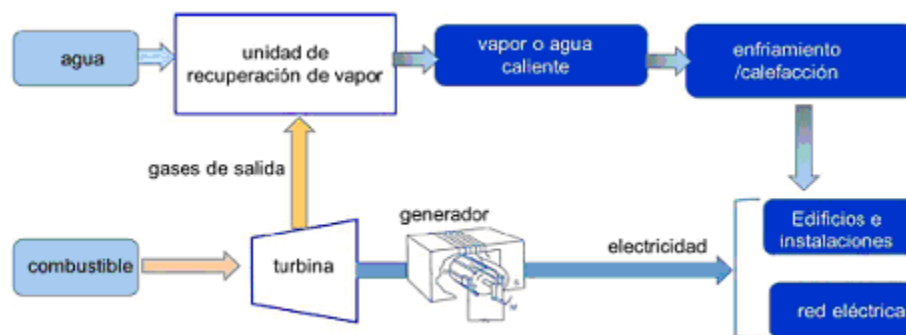 agua
unidad de
recuperación de vapor
vapor o agua
caliente
enfriamiento
/calefacción
gases de salida
generador
electricidad
Edificios e
instalaciones
combustible
turbina
red eléctrica